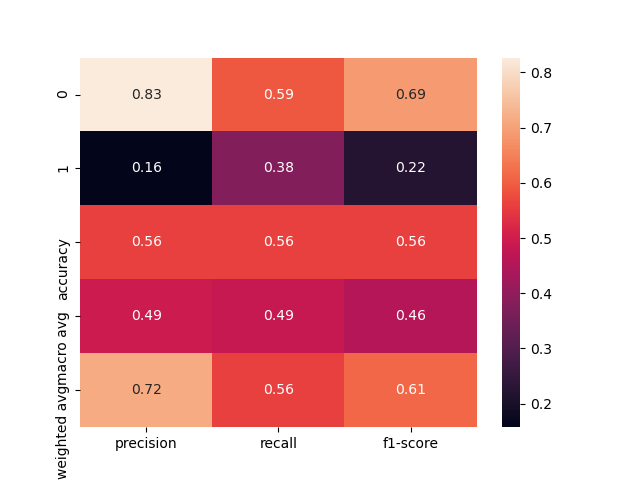 0 0.83 0.59 0.69
1 0.16 0.38 0.22
accuracy 0.56 0.56 0.56
macro avg 0.49 0.49 0.46
weighted avg 0.72 0.56 0.61
precision recall f1-score
0.8
0.7
0.6
0.5
0.4
0.3
0.2